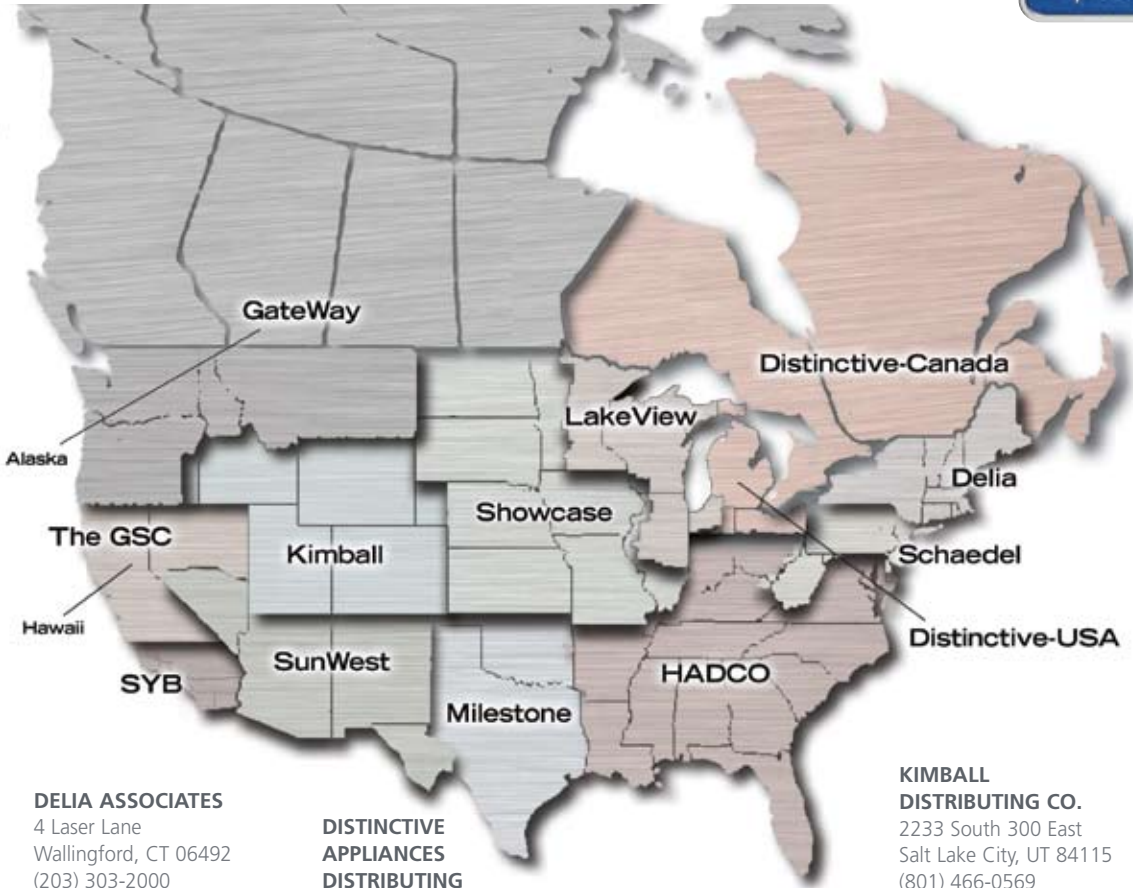 GateWay
Distinctive-Canada
LakeView
Alaska
Delia
Showcase
The GSC
Kimball
Schaedel
Hawaii
Distinctive-USA
SunWest
HADCO
SYB
Milestone
DELIA ASSOCIATES
4 Laser Lane
Wallingford, CT 06492
(203) 303-2000
DISTINCTIVE
APPLIANCES
DISTRIBUTING
KIMBALL
DISTRIBUTING CO.
2233 South 300 East
Salt Lake City, UT 84115
(801) 466-0569